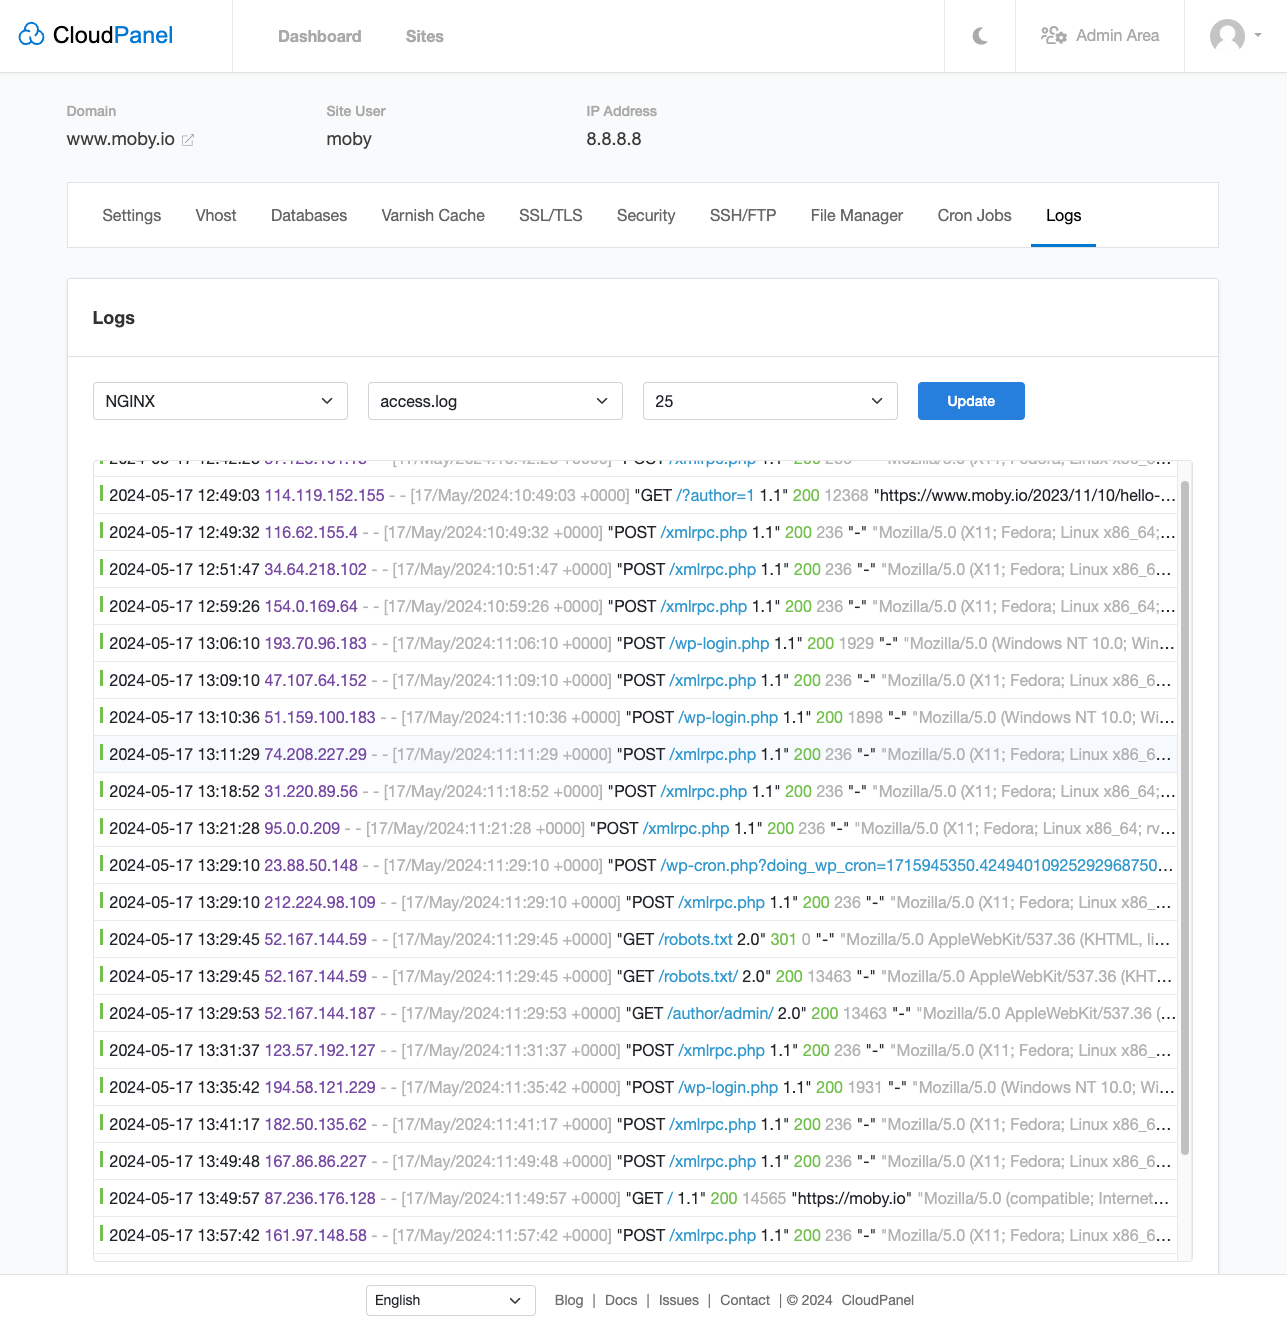 CloudPanel
Dashboard Sites Admin Area
Domain Site User IP Address
www.moby.io moby 8.8.8.8
Settings Vhost Databases Varnish Cache SSL/TLS Security SSH/FTP File Manager Cron Jobs Logs
Logs
NGINX access.log 25 Update
2024-05-17 12:49:03 114.119.152.155 - - [17/May/2024:10:49:03 +0000] "GET /?author=1 1.1" 200 12368 "https://www.moby.io/2023/11/10/hello-...
2024-05-17 12:49:32 116.62.155.4 - - [17/May/2024:10:49:32 +0000] "POST /xmlrpc.php 1.1" 200 236 "-" "Mozilla/5.0 (X11; Fedora; Linux x86_64;...
2024-05-17 12:51:47 34.64.218.102 - - [17/May/2024:10:51:47 +0000] "POST /xmlrpc.php 1.1" 200 236 "-" "Mozilla/5.0 (X11; Fedora; Linux x86_6...
2024-05-17 12:59:26 154.0.169.64 - - [17/May/2024:10:59:26 +0000] "POST /xmlrpc.php 1.1" 200 236 "-" "Mozilla/5.0 (X11; Fedora; Linux x86_64;...
2024-05-17 13:06:10 193.70.96.183 - - [17/May/2024:11:06:10 +0000] "POST /wp-login.php 1.1" 200 1929 "-" "Mozilla/5.0 (Windows NT 10.0; Win...
2024-05-17 13:09:10 47.107.64.152 - - [17/May/2024:11:09:10 +0000] "POST /xmlrpc.php 1.1" 200 236 "-" "Mozilla/5.0 (X11; Fedora; Linux x86_6...
2024-05-17 13:10:36 51.159.100.183 - - [17/May/2024:11:10:36 +0000] "POST /wp-login.php 1.1" 200 1898 "-" "Mozilla/5.0 (Windows NT 10.0; Wi...
2024-05-17 13:11:29 74.208.227.29 - - [17/May/2024:11:11:29 +0000] "POST /xmlrpc.php 1.1" 200 236 "-" "Mozilla/5.0 (X11; Fedora; Linux x86_6...
2024-05-17 13:18:52 31.220.89.56 - - [17/May/2024:11:18:52 +0000] "POST /xmlrpc.php 1.1" 200 236 "-" "Mozilla/5.0 (X11; Fedora; Linux x86_64;...
2024-05-17 13:21:28 95.0.0.209 - - [17/May/2024:11:21:28 +0000] "POST /xmlrpc.php 1.1" 200 236 "-" "Mozilla/5.0 (X11; Fedora; Linux x86_64; rv...
2024-05-17 13:29:10 23.88.50.148 - - [17/May/2024:11:29:10 +0000] "POST /wp-cron.php?doing_wp_cron=1715945350.42494010925292968750...
2024-05-17 13:29:10 212.224.98.109 - - [17/May/2024:11:29:10 +0000] "POST /xmlrpc.php 1.1" 200 236 "-" "Mozilla/5.0 (X11; Fedora; Linux x86_...
2024-05-17 13:29:45 52.167.144.59 - - [17/May/2024:11:29:45 +0000] "GET /robots.txt 2.0" 301 0 "-" "Mozilla/5.0 AppleWebKit/537.36 (KHTML, li...
2024-05-17 13:29:45 52.167.144.59 - - [17/May/2024:11:29:45 +0000] "GET /robots.txt/ 2.0" 200 13463 "-" "Mozilla/5.0 AppleWebKit/537.36 (KHT...
2024-05-17 13:29:53 52.167.144.187 - - [17/May/2024:11:29:53 +0000] "GET /author/admin/ 2.0" 200 13463 "-" "Mozilla/5.0 AppleWebKit/537.36 (...
2024-05-17 13:31:37 123.57.192.127 - - [17/May/2024:11:31:37 +0000] "POST /xmlrpc.php 1.1" 200 236 "-" "Mozilla/5.0 (X11; Fedora; Linux x86_...
2024-05-17 13:35:42 194.58.121.229 - - [17/May/2024:11:35:42 +0000] "POST /wp-login.php 1.1" 200 1931 "-" "Mozilla/5.0 (Windows NT 10.0; Wi...
2024-05-17 13:41:17 182.50.135.62 - - [17/May/2024:11:41:17 +0000] "POST /xmlrpc.php 1.1" 200 236 "-" "Mozilla/5.0 (X11; Fedora; Linux x86_6...
2024-05-17 13:49:48 167.86.86.227 - - [17/May/2024:11:49:48 +0000] "POST /xmlrpc.php 1.1" 200 236 "-" "Mozilla/5.0 (X11; Fedora; Linux x86_6...
2024-05-17 13:49:57 87.236.176.128 - - [17/May/2024:11:49:57 +0000] "GET / 1.1" 200 14565 "https://moby.io" "Mozilla/5.0 (compatible; Internet...
2024-05-17 13:57:42 161.97.148.58 - - [17/May/2024:11:57:42 +0000] "POST /xmlrpc.php 1.1" 200 236 "-" "Mozilla/5.0 (X11; Fedora; Linux x86_6...
English Blog | Docs | Issues | Contact | © 2024 CloudPanel